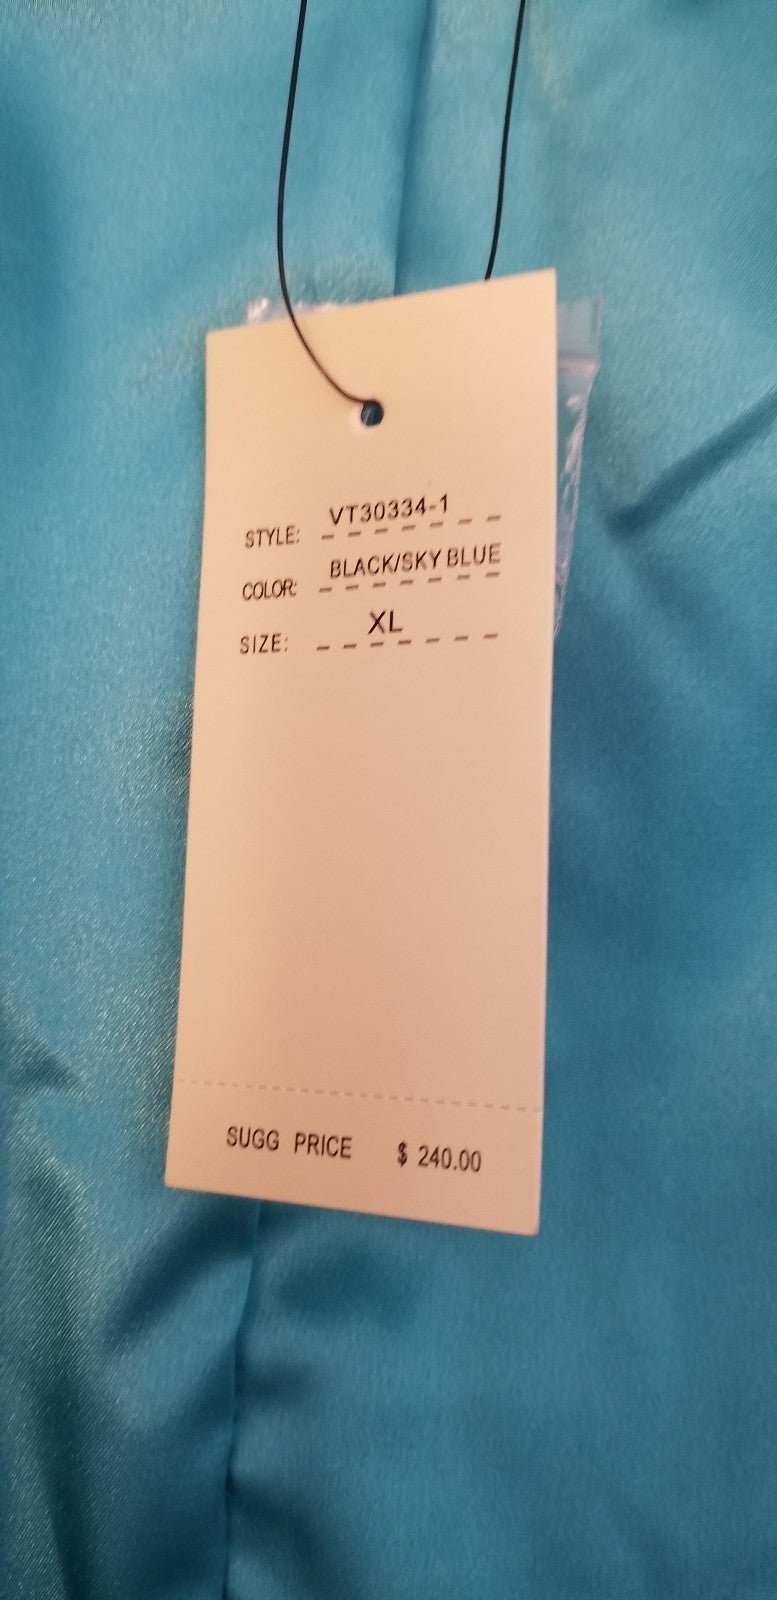 STYLE: VT30334-1
COLOR: BLACK/SKY BLUE
SIZE: XL
SUGG PRICE $ 240.00